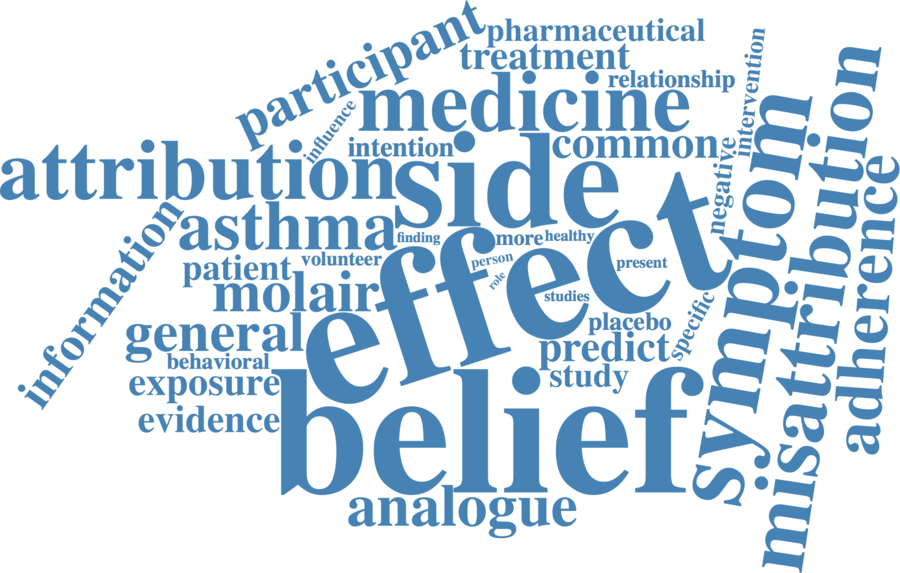 pharmaceutical
participant
treatment
relationship
intervention
medicine
influence
intention
common
attribution
side
negative
symptom
misattribution
adherence
asthma
finding
more
healthy
information
volunteer
person
present
patient
role
effect
molair
studies
specific
placebo
general
predict
behavioral
study
exposure
belief
evidence
analogue